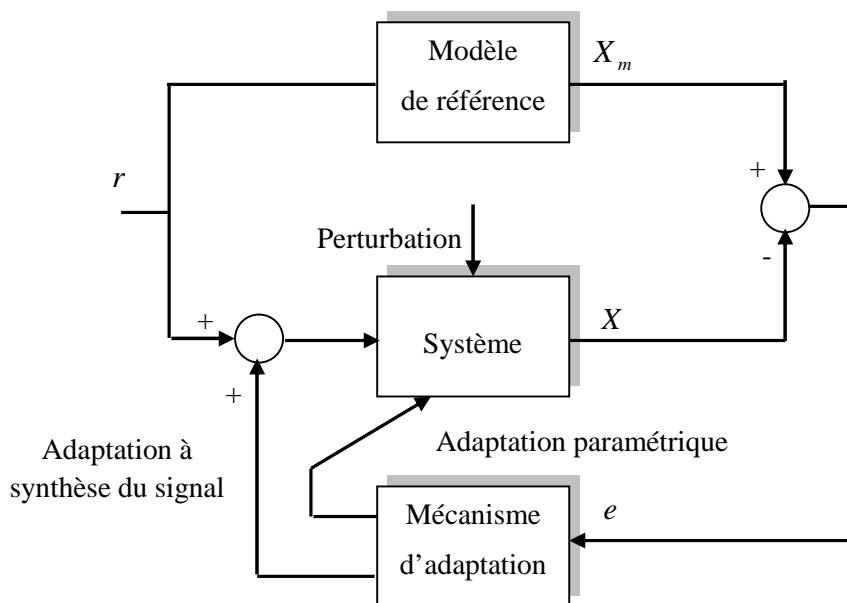 Modèle
de référence
X_m
r
+
Perturbation
-
+
Système
X
+
Adaptation à
synthèse du signal
Adaptation paramétrique
Mécanisme
d'adaptation
e